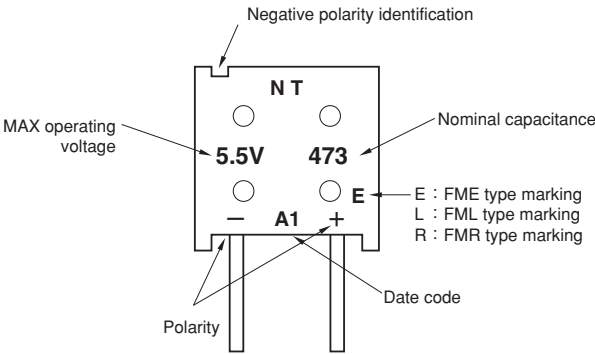 Negative polarity identification
N T
MAX operating
voltage
5.5V
473
Nominal capacitance
E
E : FME type marking
L : FML type marking
R : FMR type marking
− A1 +
Date code
Polarity